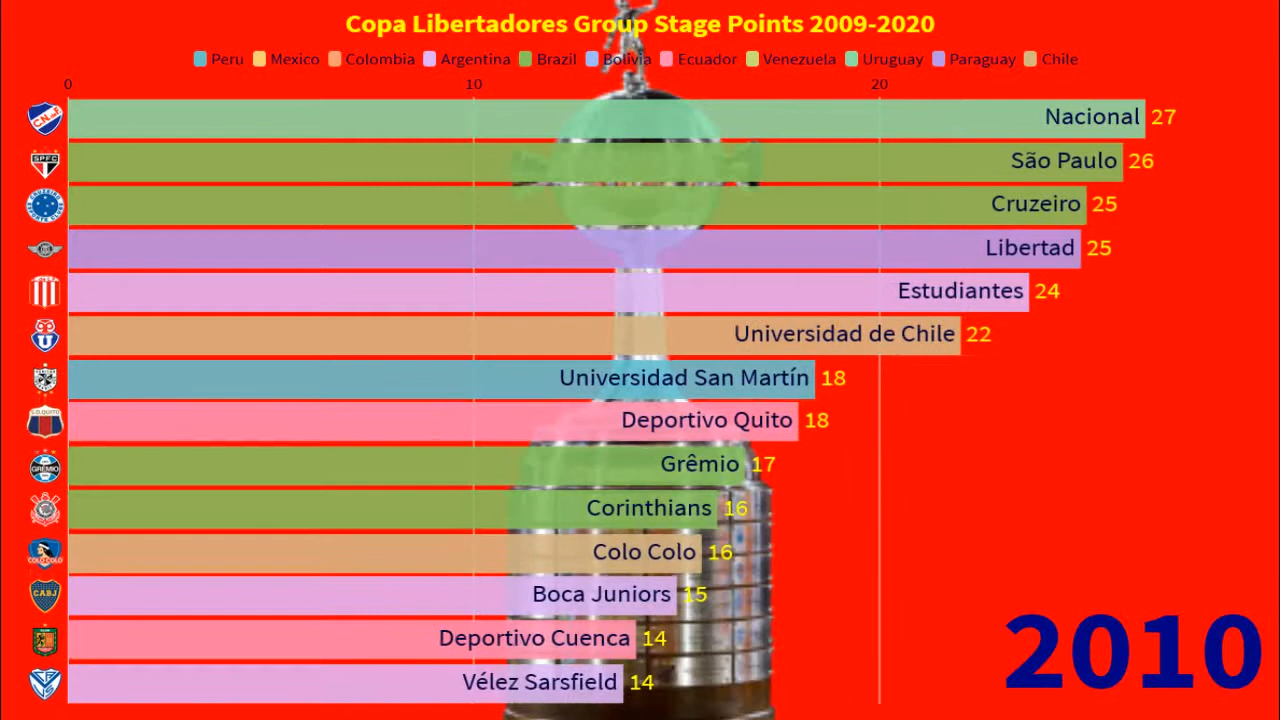 Copa Libertadores Group Stage Points 2009-2020
Peru Mexico Colombia Argentina Brazil Bolivia Ecuador Venezuela Uruguay Paraguay Chile
0 10 20
Nacional 27
SPFC São Paulo 26
Cruzeiro 25
Libertad 25
Estudiantes 24
Universidad de Chile 22
Universidad San Martín 18
Deportivo Quito 18
GRÊMIO Grêmio 17
Corinthians 16
Colo Colo 16
CABJ Boca Juniors 15
Deportivo Cuenca 14
Vélez Sarsfield 14
2010